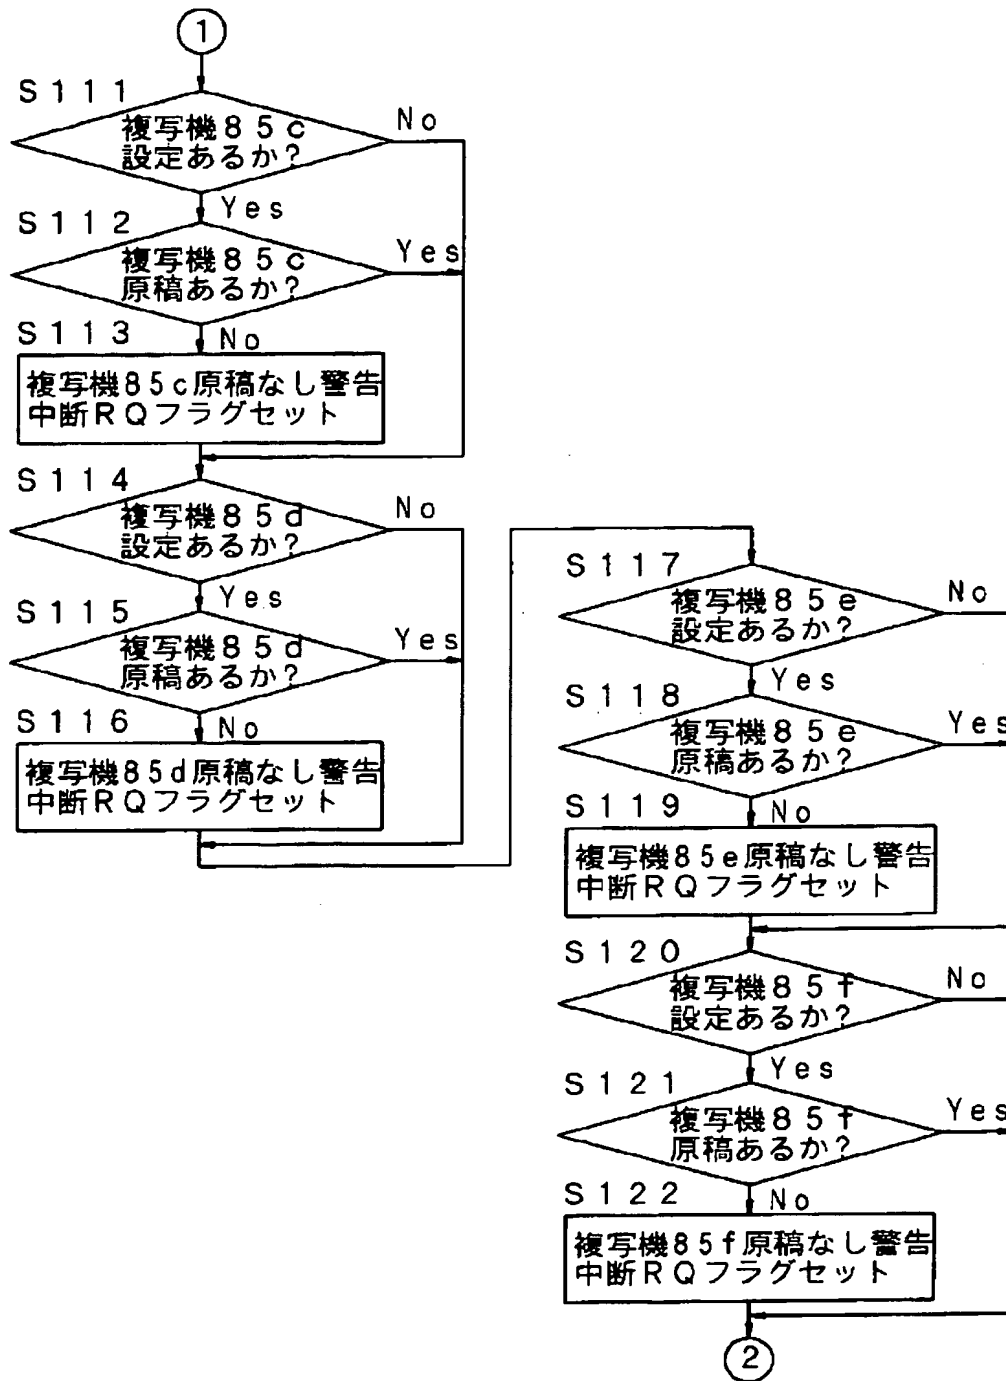 1
S111
複写機85c
設定あるか?
No
Yes
S112
複写機85c
原稿あるか?
Yes
No
S113
複写機85c原稿なし警告
中断RQフラグセット
S114
複写機85d
設定あるか?
No
Yes
S115
複写機85d
原稿あるか?
Yes
No
S116
複写機85d原稿なし警告
中断RQフラグセット
S117
複写機85e
設定あるか?
No
Yes
S118
複写機85e
原稿あるか?
Yes
No
S119
複写機85e原稿なし警告
中断RQフラグセット
S120
複写機85f
設定あるか?
No
Yes
S121
複写機85f
原稿あるか?
Yes
No
S122
複写機85f原稿なし警告
中断RQフラグセット
2